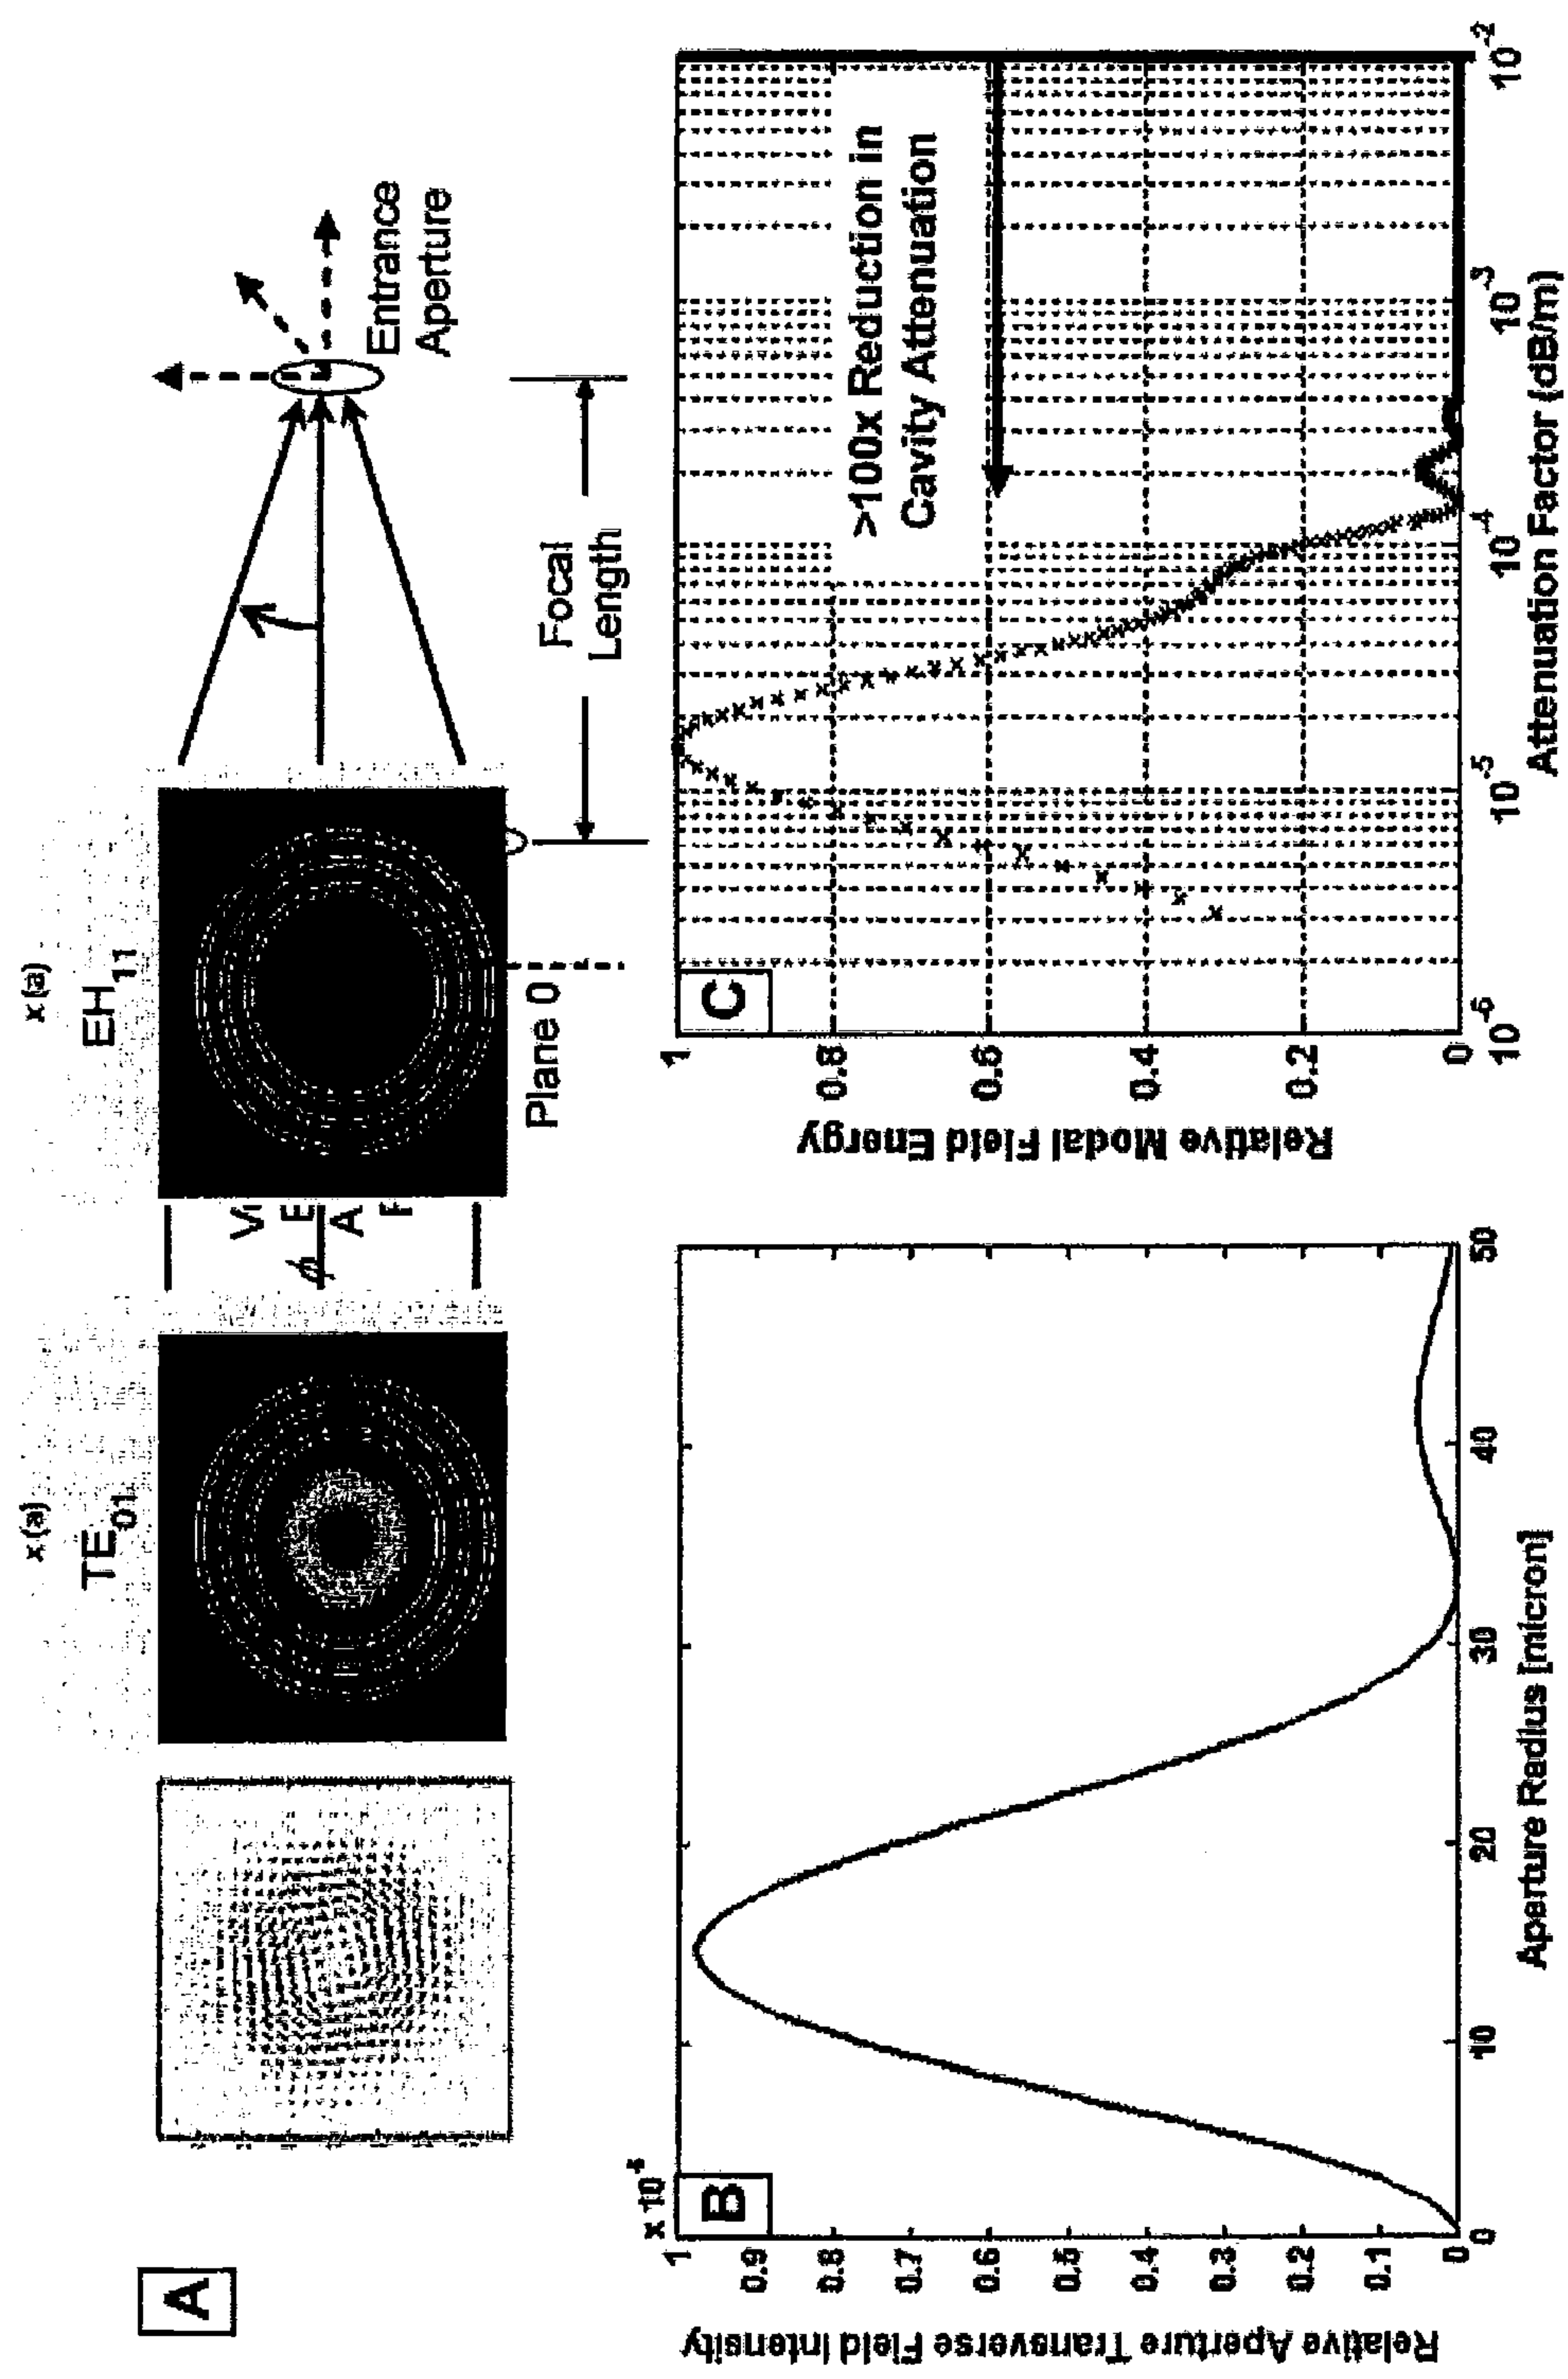 A
x (a)
TE01
x (a)
EH11
ϕ
Plane 0
Focal
Length
Entrance
Aperture
B
x 10
Relative Aperture Transverse Field Intensity
1
0.9
0.8
0.7
0.6
0.5
0.4
0.3
0.2
0.1
0
0 10 20 30 40 50
Aperture Radius [micron]
C
>100x Reduction in
Cavity Attenuation
Relative Modal Field Energy
1
0.8
0.6
0.4
0.2
0
10-6 10-5 10-4 10-3 10-2
Attenuation Factor (dB/m)